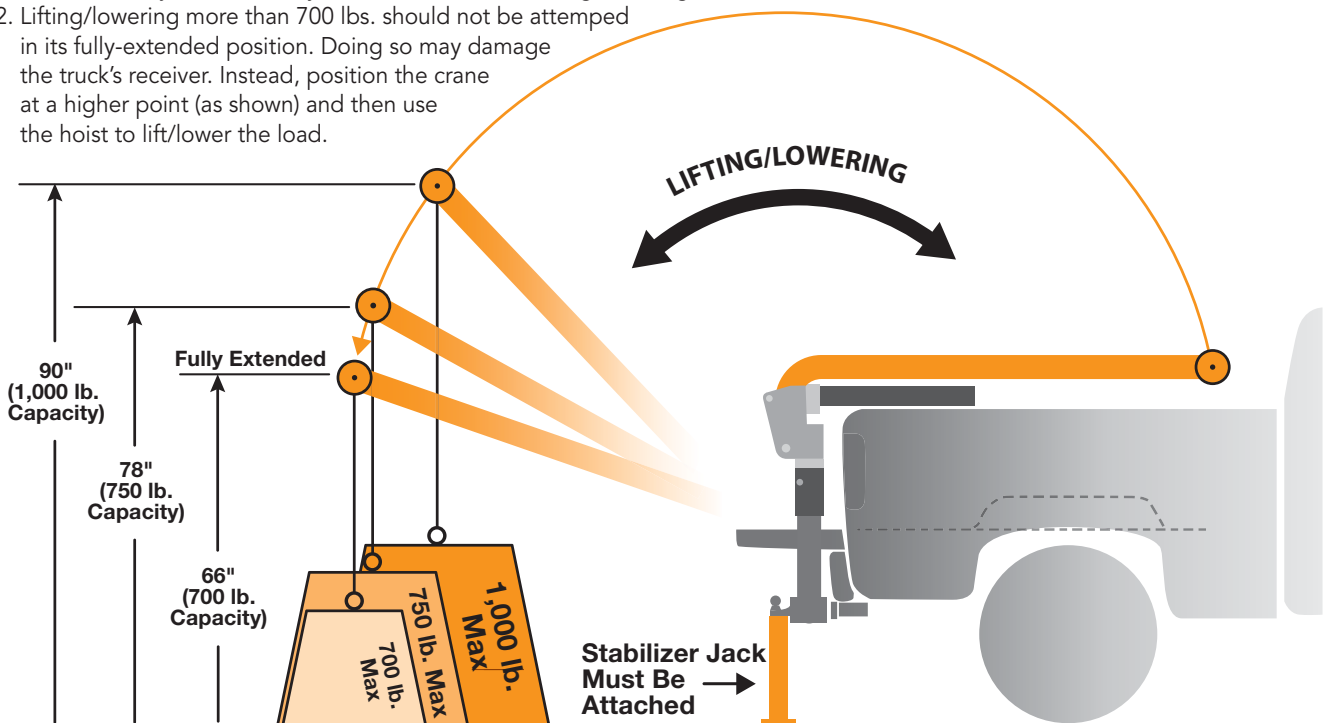 2. Lifting/lowering more than 700 lbs. should not be attemped
in its fully-extended position. Doing so may damage
the truck's receiver. Instead, position the crane
at a higher point (as shown) and then use
the hoist to lift/lower the load.
LIFTING/LOWERING
Fully Extended
90"
(1,000 lb.
Capacity)
78"
(750 lb.
Capacity)
66"
(700 lb.
Capacity)
700 lb.
Max
750 lb. Max
1,000 lb.
Max
Stabilizer Jack
Must Be
Attached